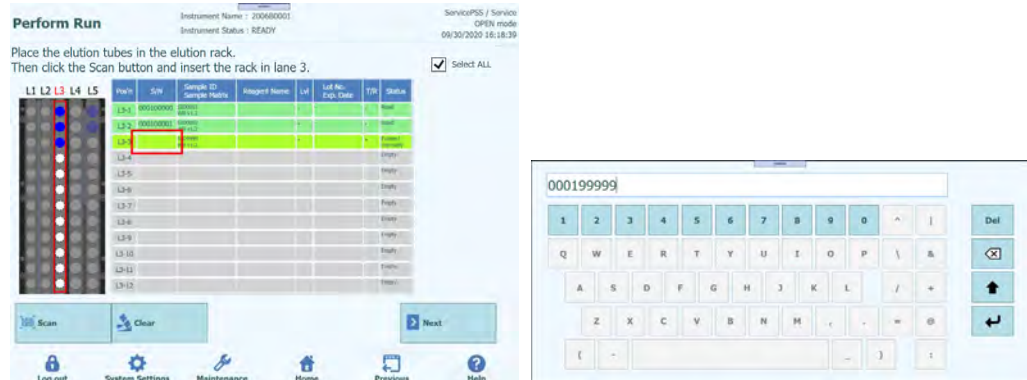 Perform Run
Instrument Name : 200680001
Instrument Status : READY
ServicePSS / Service
OPEN mode
09/30/2020 16:18:39
Place the elution tubes in the elution rack.
Then click the Scan button and insert the rack in lane 3.
Select ALL
L1 L2 L3 L4 L5
Pos'n S/N Sample ID Sample Matrix Reagent Name Lvl Lot No. Exp. Date T/R Status
L3-1 000100000 Read
L3-2 000100001 Read
L3-3
L3-4 Empty
L3-5 Empty
L3-6 Empty
L3-7 Empty
L3-8 Empty
L3-9 Empty
L3-10 Empty
L3-11 Empty
L3-12 Empty
Scan
Clear
Next
Log out
System Settings
Maintenance
Home
Previous
Help
000199999
1 2 3 4 5 6 7 8 9 0 ^ | Del
Q W E R T Y U I O P \ &
A S D F G H J K L / +
Z X C V B N M , . = @
( - _ ) :